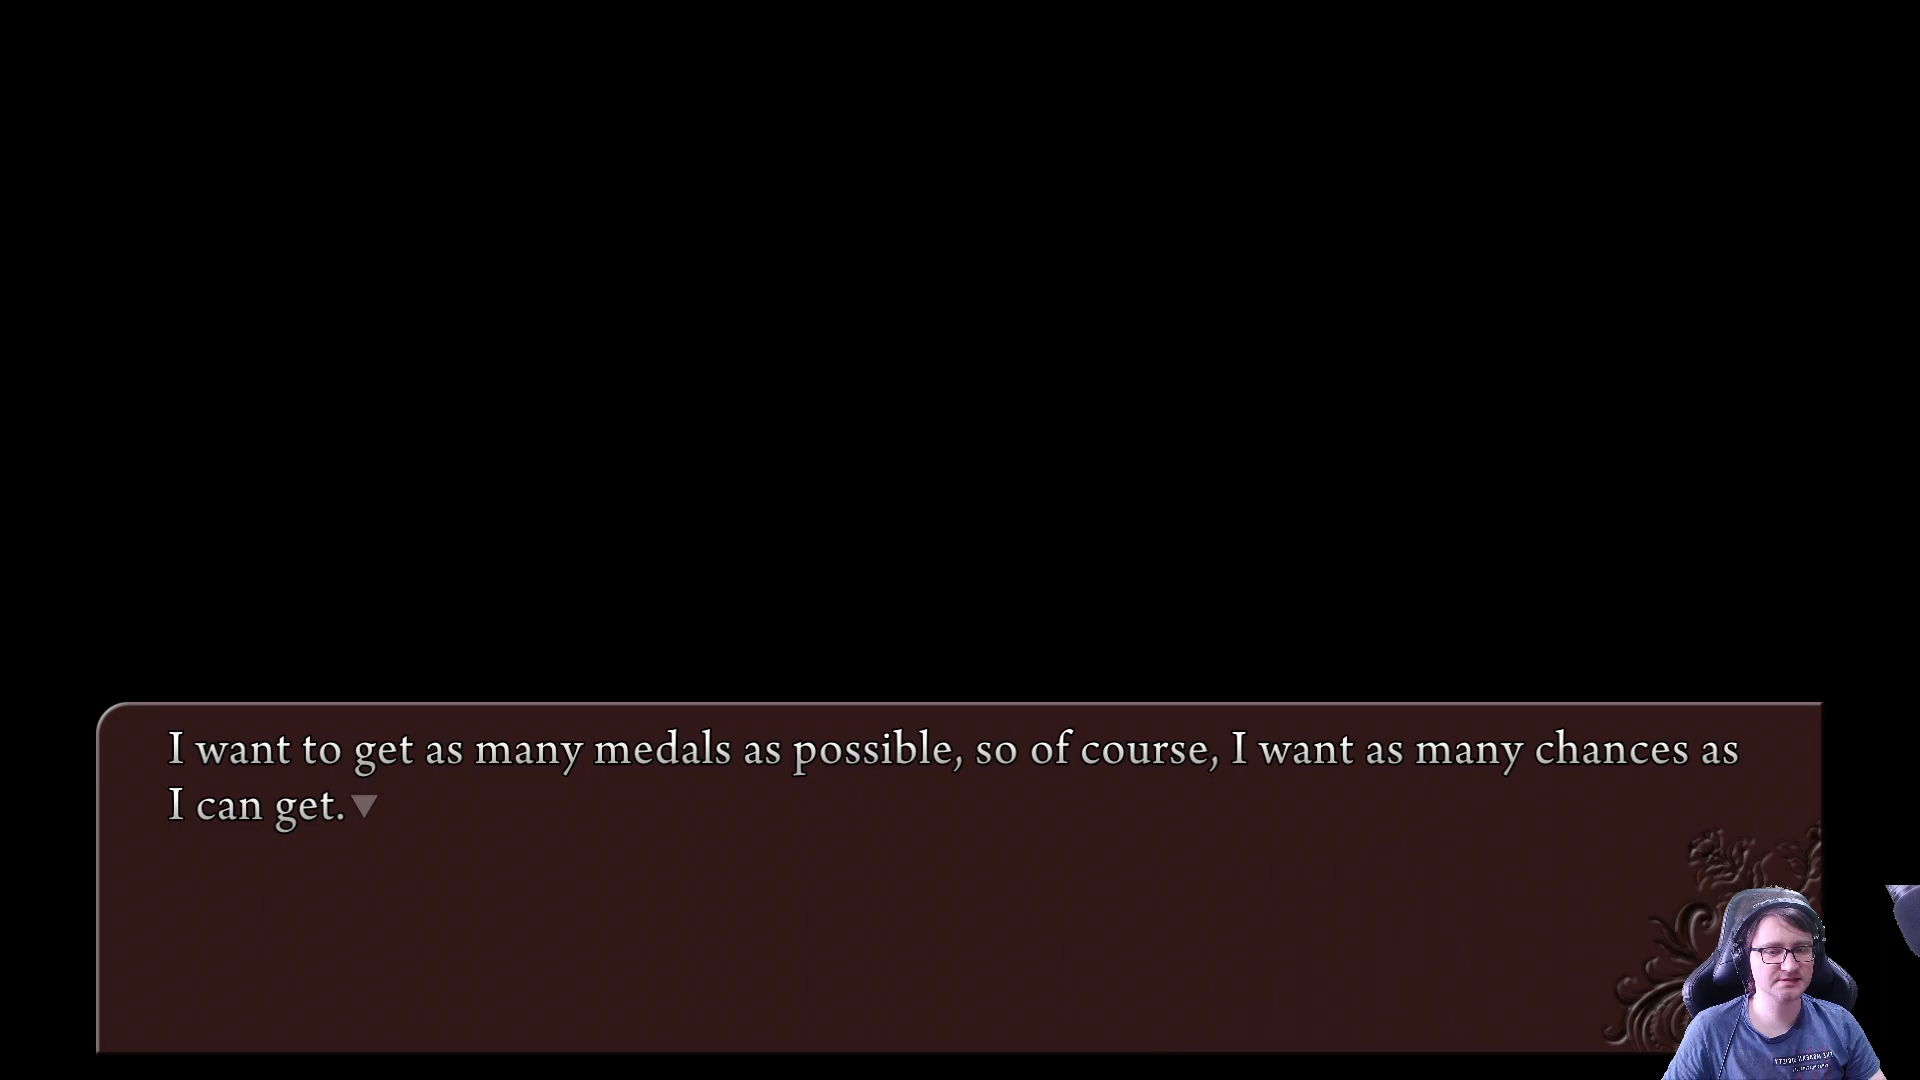 I want to get as many medals as possible, so of course, I want as many chances as
I can get.